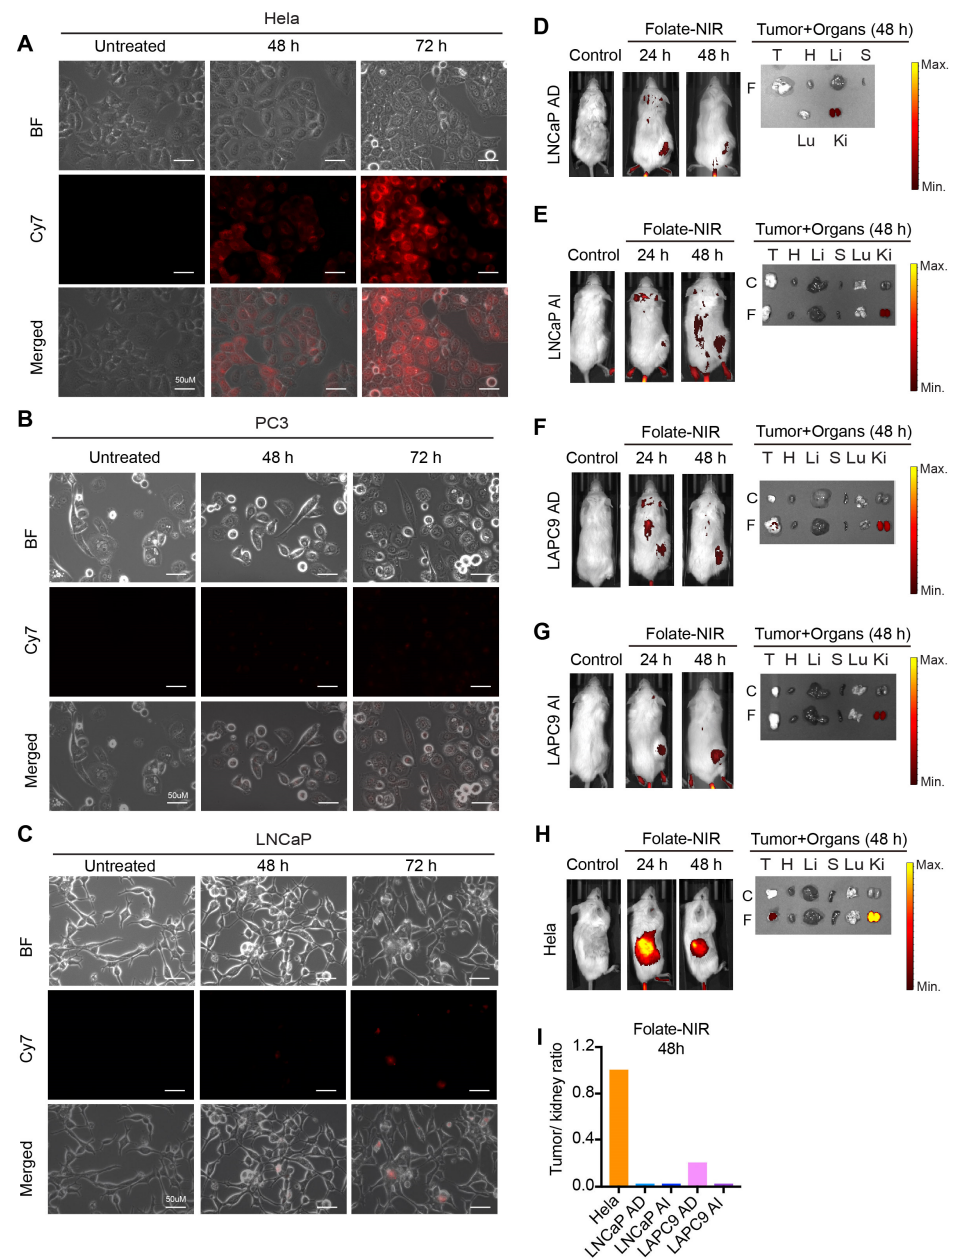 A
Hela
Untreated 48 h 72 h
BF
Cy7
Merged
50uM
B
PC3
Untreated 48 h 72 h
BF
Cy7
Merged
50uM
C
LNCaP
Untreated 48 h 72 h
BF
Cy7
Merged
50uM
D
Folate-NIR Tumor+Organs (48 h)
Control 24 h 48 h
T H Li S
LNCaP AD
F
Lu Ki
Max.
Min.
E
Folate-NIR Tumor+Organs (48 h)
Control 24 h 48 h
T H Li S Lu Ki
LNCaP AI
C
F
Max.
Min.
F
Folate-NIR Tumor+Organs (48 h)
Control 24 h 48 h
T H Li S Lu Ki
LAPC9 AD
C
F
Max.
Min.
G
Folate-NIR Tumor+Organs (48 h)
Control 24 h 48 h
T H Li S Lu Ki
LAPC9 AI
C
F
Max.
Min.
H
Folate-NIR Tumor+Organs (48 h)
Control 24 h 48 h
T H Li S Lu Ki
Hela
C
F
Max.
Min.
I
Folate-NIR
48h
Tumor/ kidney ratio
1.2
0.8
0.4
0.0
Hela
LNCaP AD
LNCaP AI
LAPC9 AD
LAPC9 AI